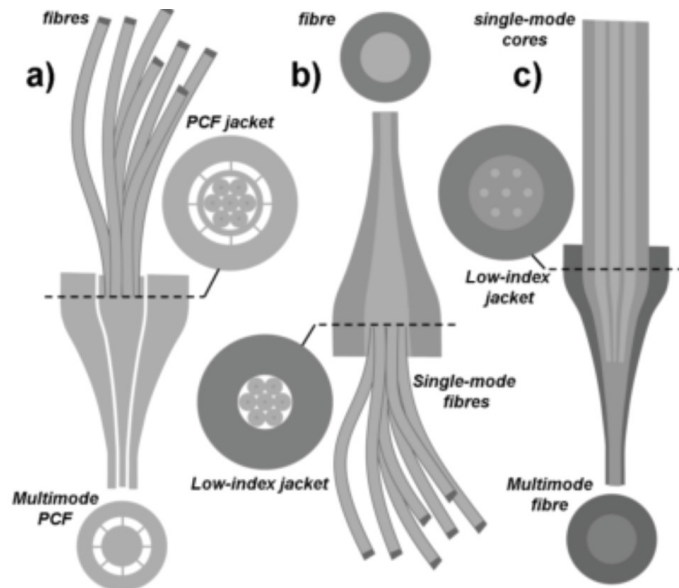 fibres
a)
PCF jacket
Multimode
PCF
fibre
b)
Low-index jacket
Single-mode
fibres
single-mode
cores
c)
Low-index
jacket
Multimode
fibre